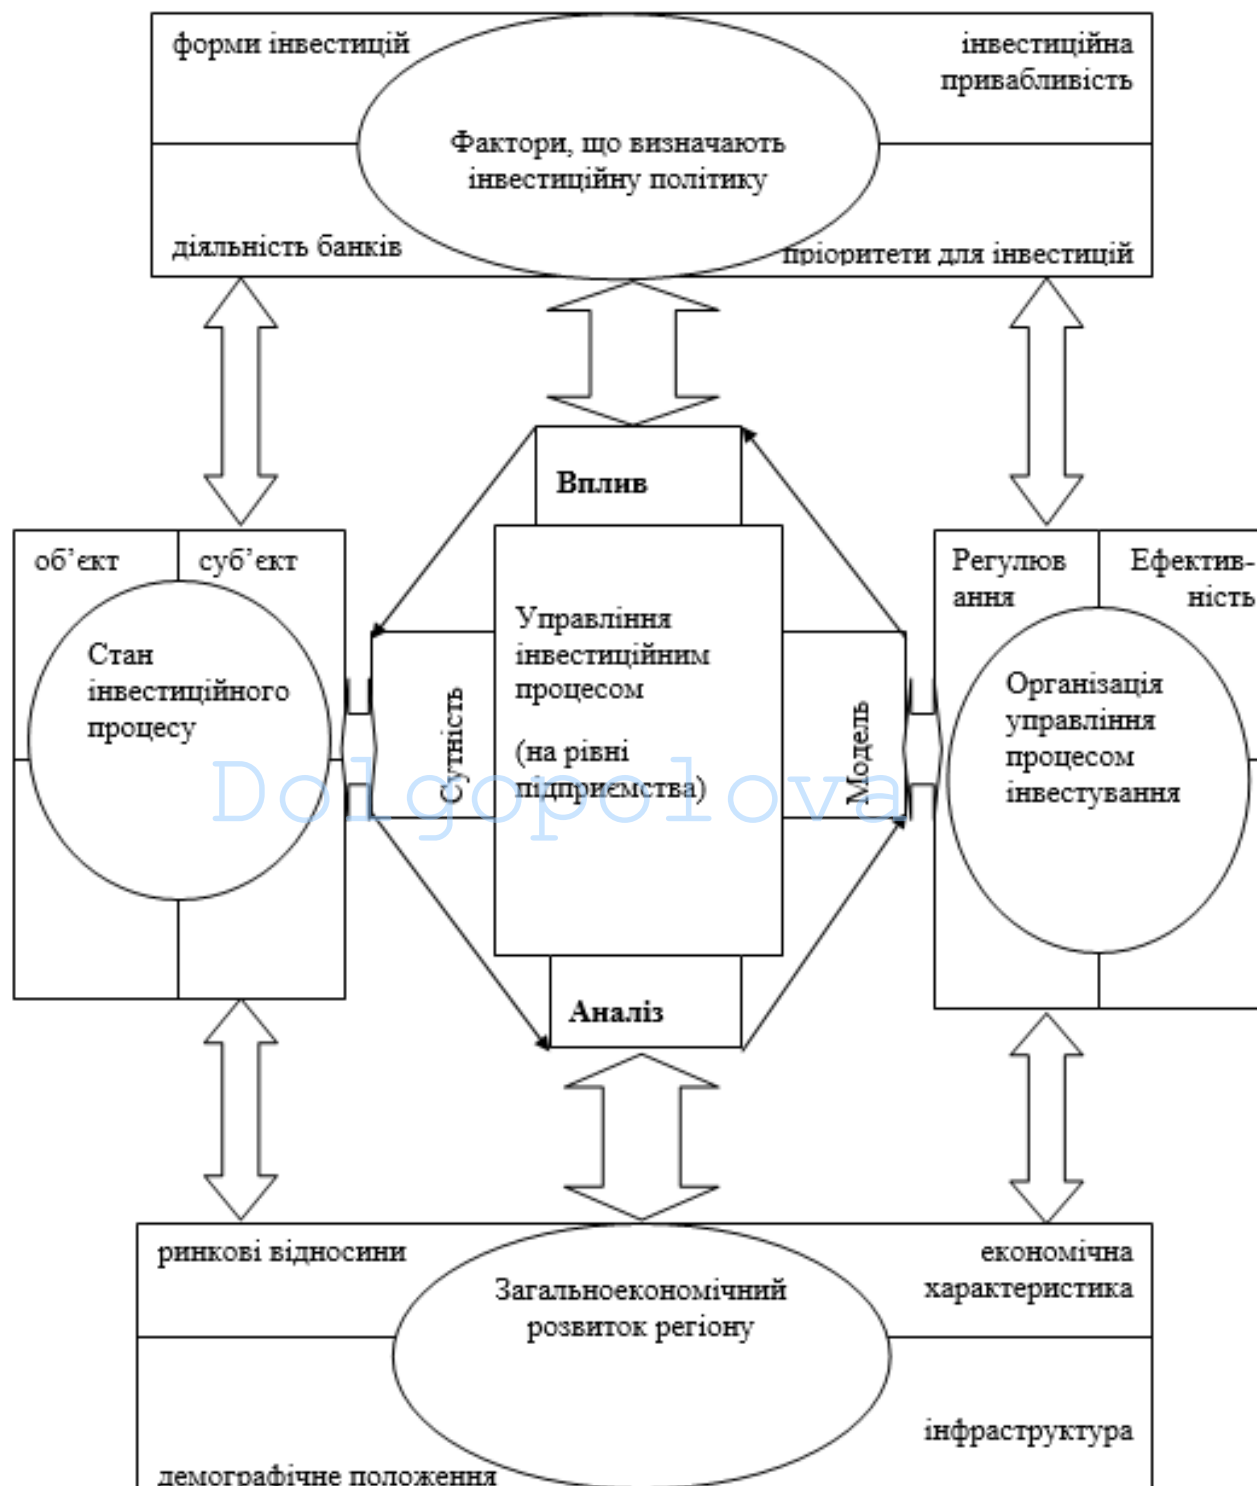 форми інвестицій
інвестиційна
привабливість
Фактори, що визначають
інвестиційну політику
діяльність банків
пріоритети для інвестицій
Вплив
об’єкт
суб’єкт
Регулюв
ання
Ефектив-
ність
Стан
інвестиційного
процесу
Сутність
Управління
інвестиційним
процесом
(на рівні
підприємства)
Модель
Організація
управління
процесом
інвестування
Dolgopolova
Аналіз
ринкові відносини
економічна
характеристика
Загальноекономічний
розвиток регіону
інфраструктура
демографічне положення